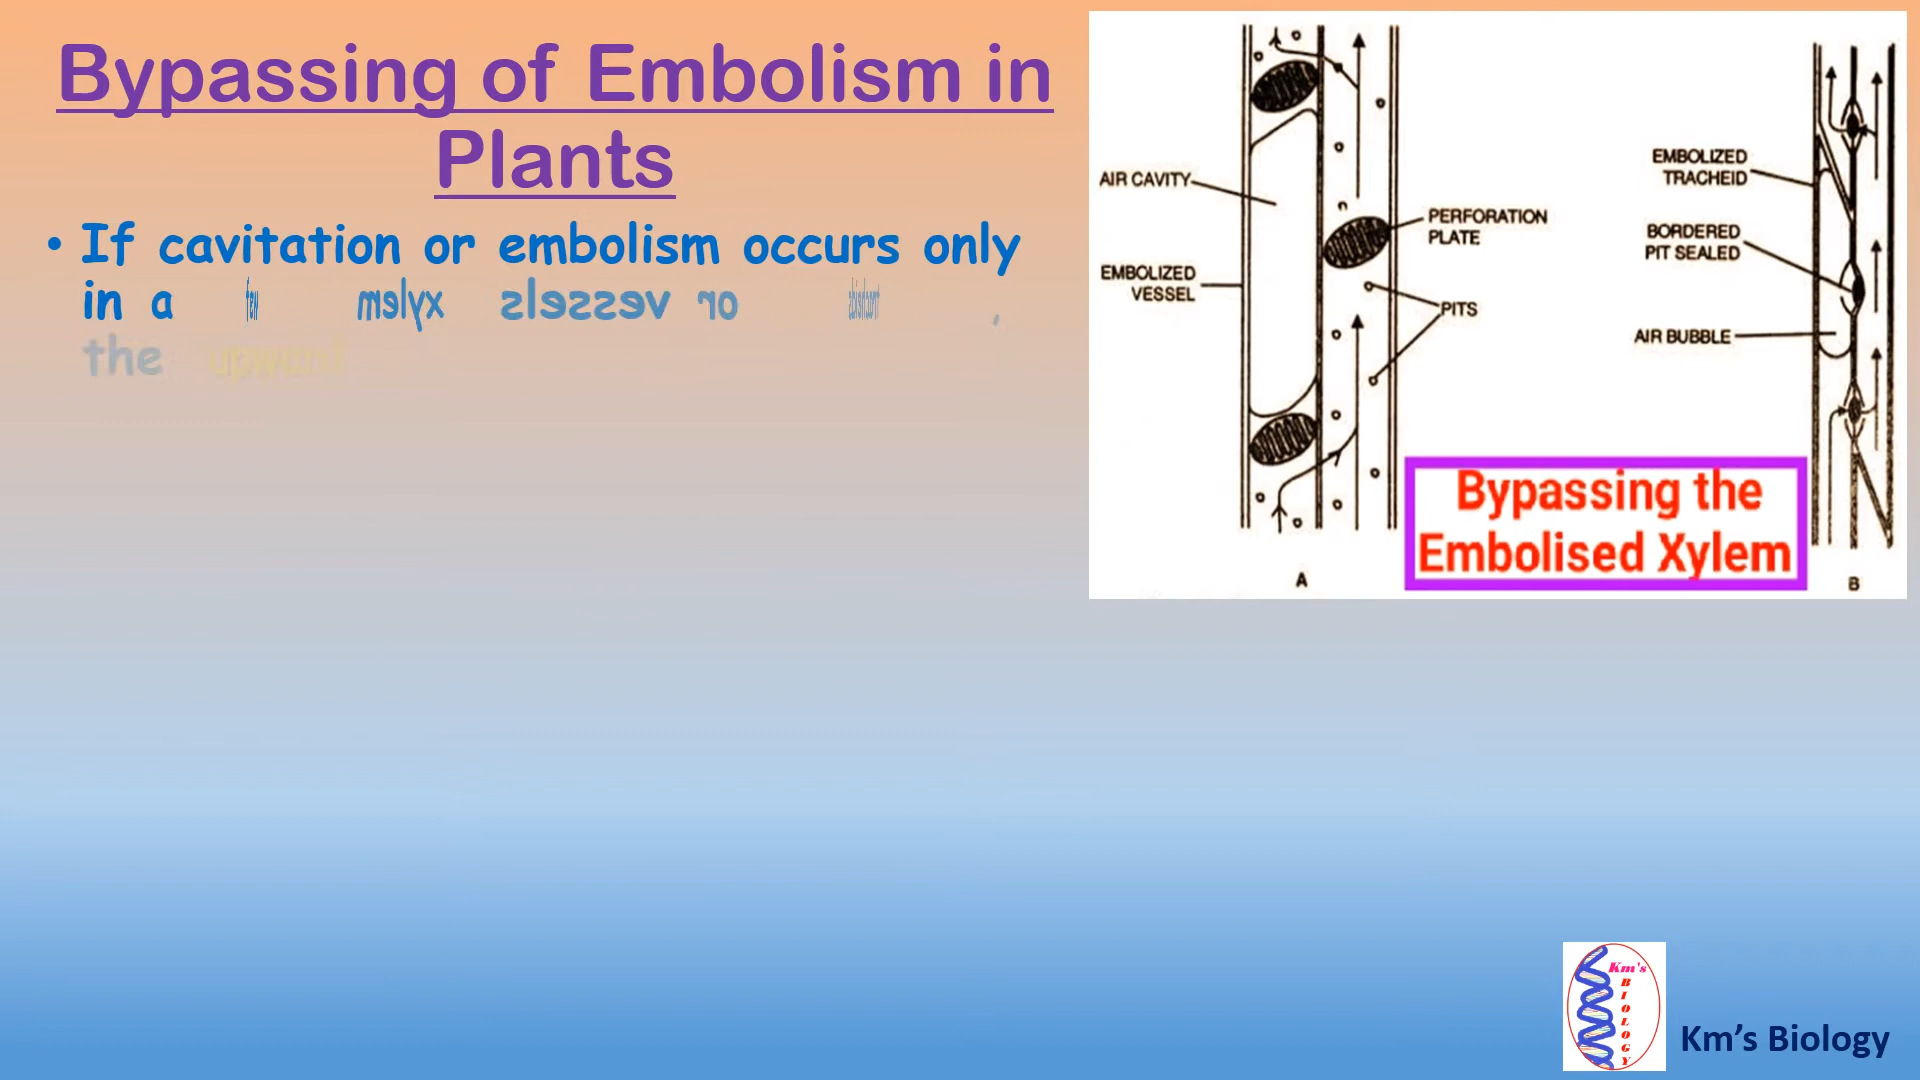 Bypassing of Embolism in
Plants
• If cavitation or embolism occurs only
in a few xylem vessels or tracheids ,
the upward
AIR CAVITY
EMBOLIZED
VESSEL
PERFORATION
PLATE
PITS
A
EMBOLIZED
TRACHEID
BORDERED
PIT SEALED
AIR BUBBLE
B
Bypassing the
Embolised Xylem
Km's
BIOLOGY
Km's Biology